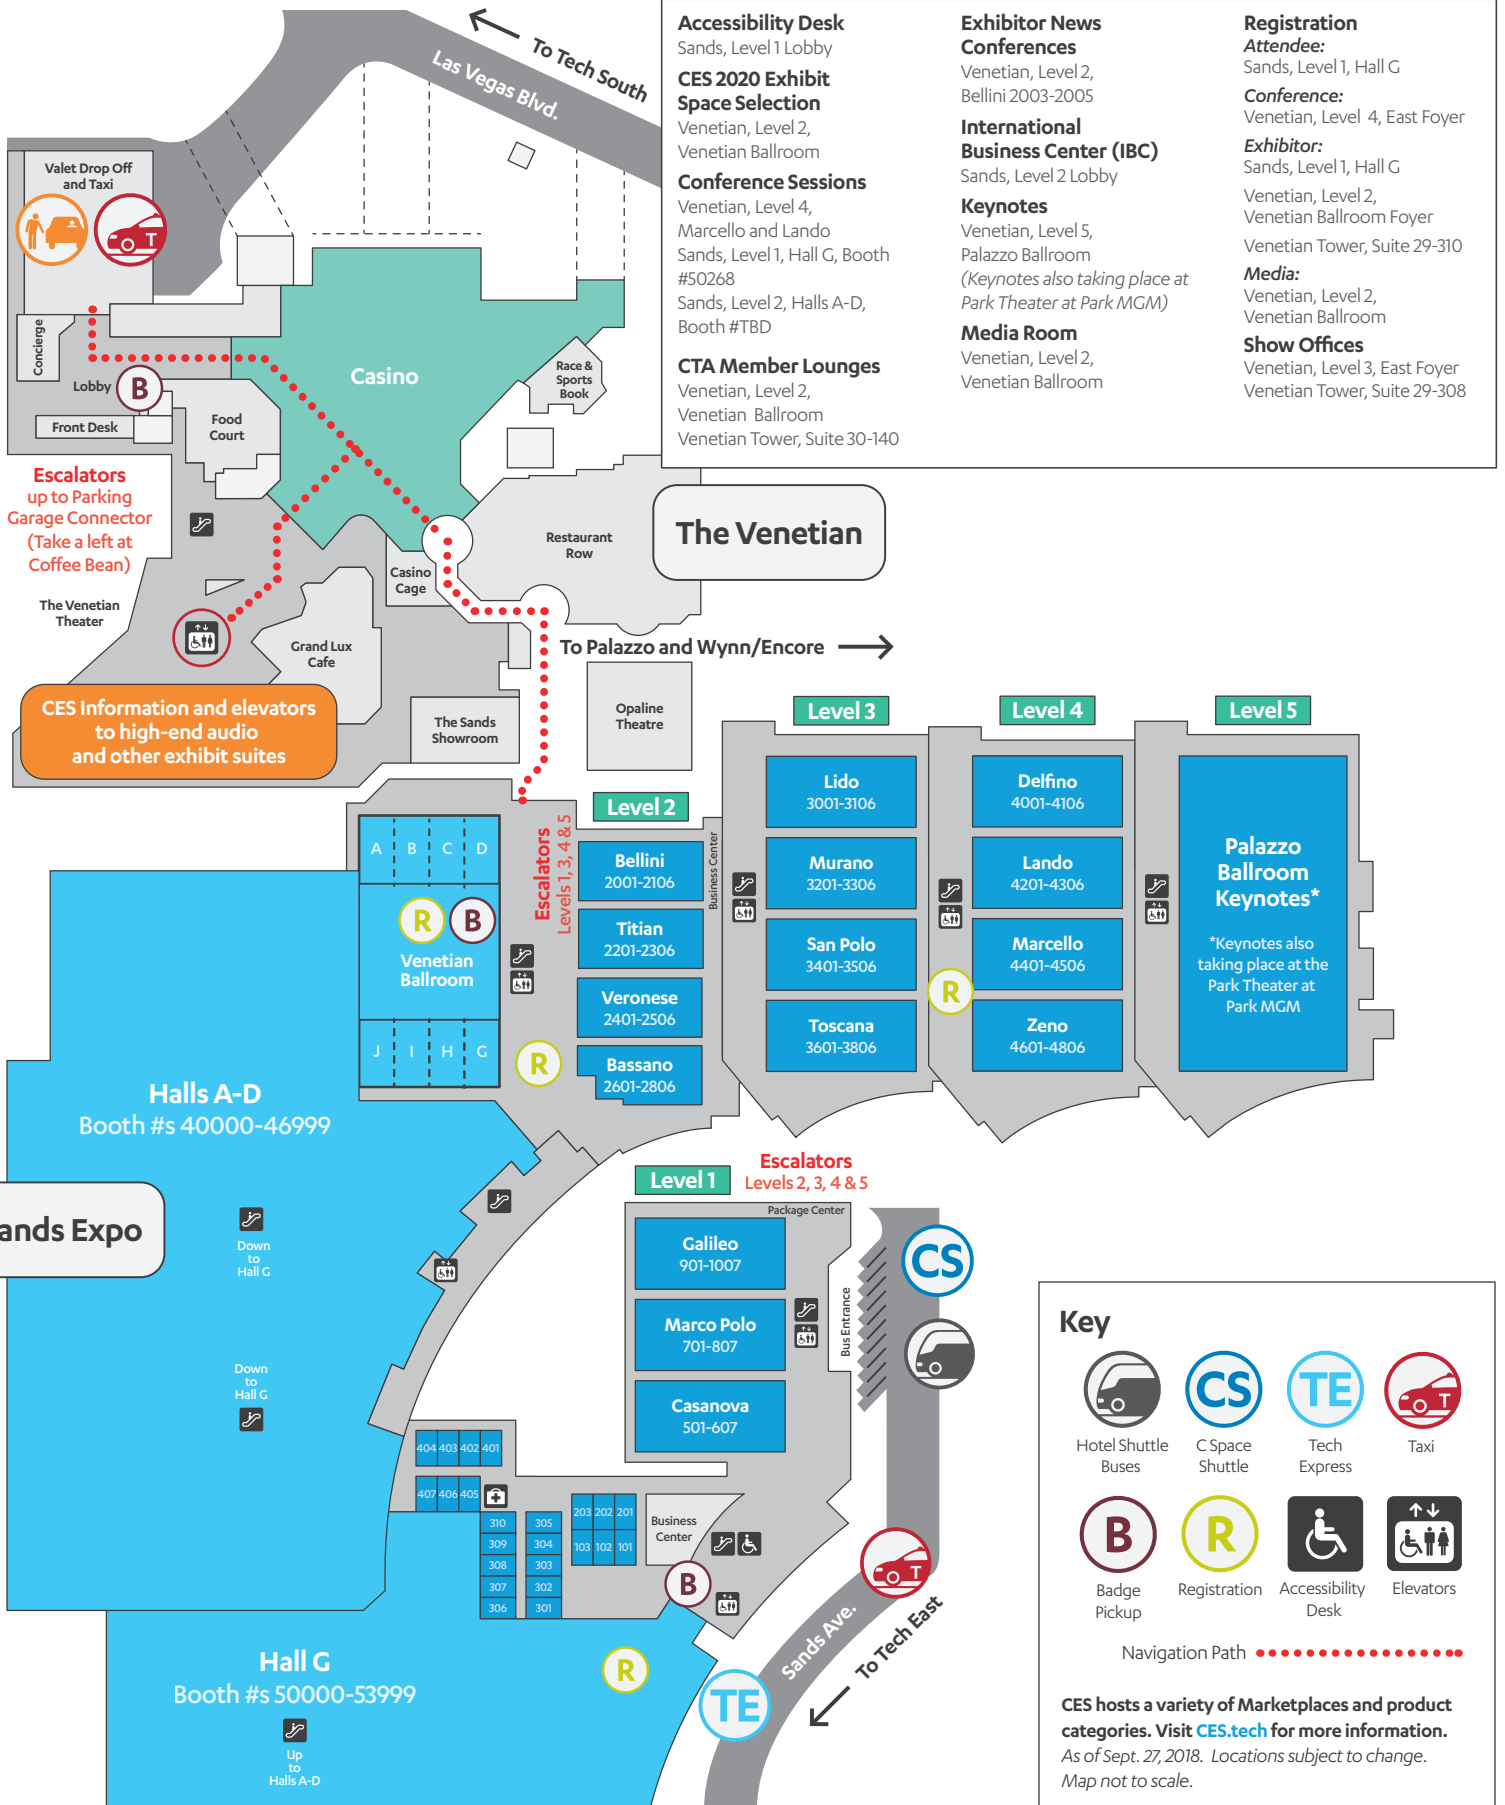 Accessibility Desk
Sands, Level 1 Lobby
CES 2020 Exhibit
Space Selection
Venetian, Level 2,
Venetian Ballroom
Conference Sessions
Venetian, Level 4,
Marcello and Lando
Sands, Level 1, Hall G, Booth
#50268
Sands, Level 2, Halls A-D,
Booth #TBD
CTA Member Lounges
Venetian, Level 2,
Venetian Ballroom
Venetian Tower, Suite 30-140
Exhibitor News
Conferences
Venetian, Level 2,
Bellini 2003-2005
International
Business Center (IBC)
Sands, Level 2 Lobby
Keynotes
Venetian, Level 5,
Palazzo Ballroom
(Keynotes also taking place at
Park Theater at Park MGM)
Media Room
Venetian, Level 2,
Venetian Ballroom
Registration
Attendee:
Sands, Level 1, Hall G
Conference:
Venetian, Level 4, East Foyer
Exhibitor:
Sands, Level 1, Hall G
Venetian, Level 2,
Venetian Ballroom Foyer
Venetian Tower, Suite 29-310
Media:
Venetian, Level 2,
Venetian Ballroom
Show Offices
Venetian, Level 3, East Foyer
Venetian Tower, Suite 29-308
To Tech South
Las Vegas Blvd.
Valet Drop Off
and Taxi
T
Concierge
Lobby
B
Front Desk
Food
Court
Casino
Race &
Sports
Book
Escalators
up to Parking
Garage Connector
(Take a left at
Coffee Bean)
The Venetian
Theater
Casino
Cage
Restaurant
Row
The Venetian
Grand Lux
Cafe
To Palazzo and Wynn/Encore
CES Information and elevators
to high-end audio
and other exhibit suites
The Sands
Showroom
Opaline
Theatre
Level 2
Level 3
Level 4
Level 5
A
B
C
D
R
B
Venetian
Ballroom
J
I
H
G
Escalators
Levels 1, 3, 4 & 5
R
Bellini
2001-2106
Titian
2201-2306
Veronese
2401-2506
Bassano
2601-2806
Business Center
Lido
3001-3106
Murano
3201-3306
San Polo
3401-3506
Toscana
3601-3806
Delfino
4001-4106
Lando
4201-4306
Marcello
4401-4506
R
Zeno
4601-4806
Palazzo
Ballroom
Keynotes*
*Keynotes also
taking place at the
Park Theater at
Park MGM
Halls A-D
Booth #s 40000-46999
ands Expo
Down
to
Hall G
Down
to
Hall G
Level 1
Escalators
Levels 2, 3, 4 & 5
Package Center
Galileo
901-1007
Marco Polo
701-807
Casanova
501-607
Bus Entrance
CS
404 403 402 401
407 406 405
310
309
308
307
306
305
304
303
302
301
203 202 201
103 102 101
Business
Center
B
T
Sands Ave.
To Tech East
TE
R
Hall G
Booth #s 50000-53999
Up
to
Halls A-D
Key
Hotel Shuttle
Buses
CS
C Space
Shuttle
TE
Tech
Express
T
Taxi
B
Badge
Pickup
R
Registration
Accessibility
Desk
Elevators
Navigation Path
CES hosts a variety of Marketplaces and product
categories. Visit CES.tech for more information.
As of Sept. 27, 2018. Locations subject to change.
Map not to scale.